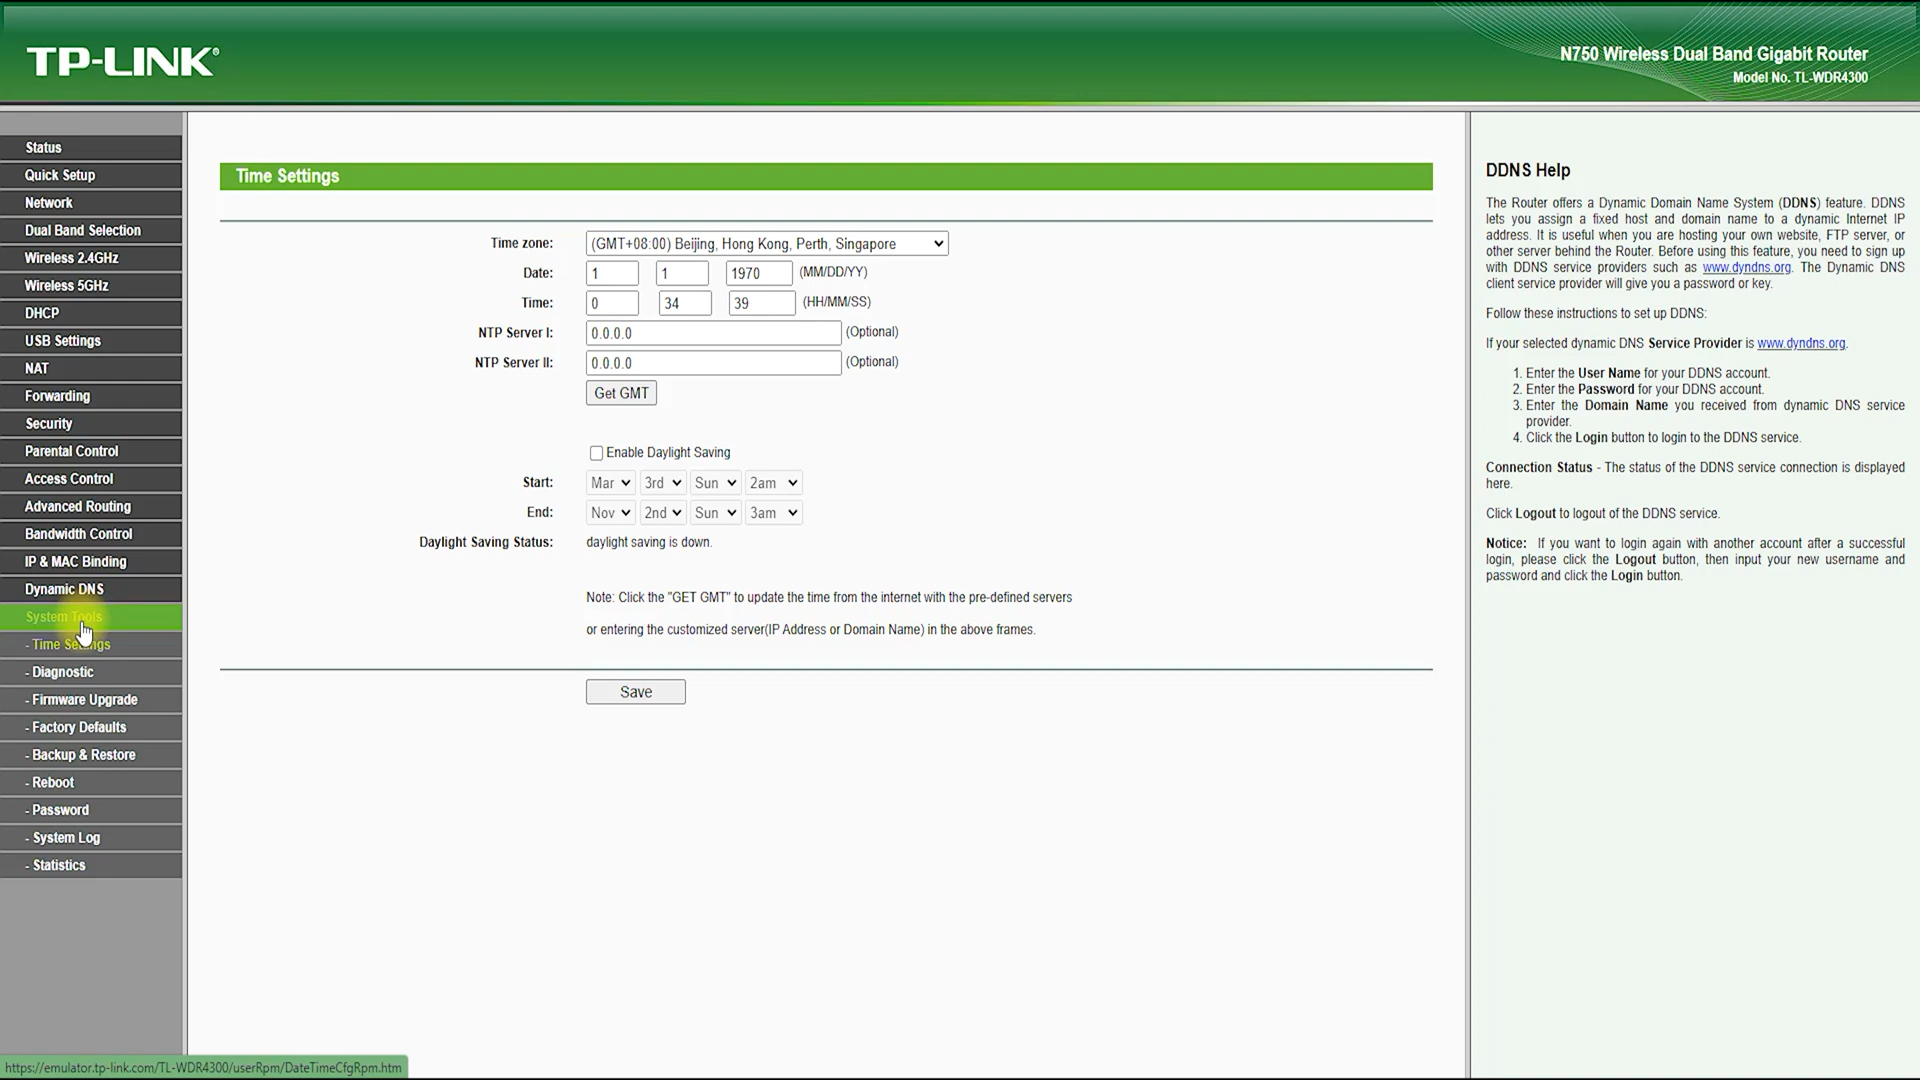 TP-LINK®
N750 Wireless Dual Band Gigabit Router
Model No. TL-WDR4300
Status
Quick Setup
Network
Dual Band Selection
Wireless 2.4GHz
Wireless 5GHz
DHCP
USB Settings
NAT
Forwarding
Security
Parental Control
Access Control
Advanced Routing
Bandwidth Control
IP & MAC Binding
Dynamic DNS
System Tools
- Time Settings
- Diagnostic
- Firmware Upgrade
- Factory Defaults
- Backup & Restore
- Reboot
- Password
- System Log
- Statistics
Time Settings
Time zone: (GMT+08:00) Beijing, Hong Kong, Perth, Singapore
Date: 1 1 1970 (MM/DD/YY)
Time: 0 34 39 (HH/MM/SS)
NTP Server I: 0.0.0.0 (Optional)
NTP Server II: 0.0.0.0 (Optional)
Get GMT
Enable Daylight Saving
Start: Mar 3rd Sun 2am
End: Nov 2nd Sun 3am
Daylight Saving Status: daylight saving is down.
Note: Click the "GET GMT" to update the time from the internet with the pre-defined servers
or entering the customized server(IP Address or Domain Name) in the above frames.
Save
DDNS Help
The Router offers a Dynamic Domain Name System (DDNS) feature. DDNS
lets you assign a fixed host and domain name to a dynamic Internet IP
address. It is useful when you are hosting your own website, FTP server, or
other server behind the Router. Before using this feature, you need to sign up
with DDNS service providers such as www.dyndns.org. The Dynamic DNS
client service provider will give you a password or key.
Follow these instructions to set up DDNS:
If your selected dynamic DNS Service Provider is www.dyndns.org.
1. Enter the User Name for your DDNS account.
2. Enter the Password for your DDNS account.
3. Enter the Domain Name you received from dynamic DNS service
provider.
4. Click the Login button to login to the DDNS service.
Connection Status - The status of the DDNS service connection is displayed
here.
Click Logout to logout of the DDNS service.
Notice: If you want to login again with another account after a successful
login, please click the Logout button, then input your new username and
password and click the Login button.
https://emulator.tp-link.com/TL-WDR4300/userRpm/DateTimeCfgRpm.htm